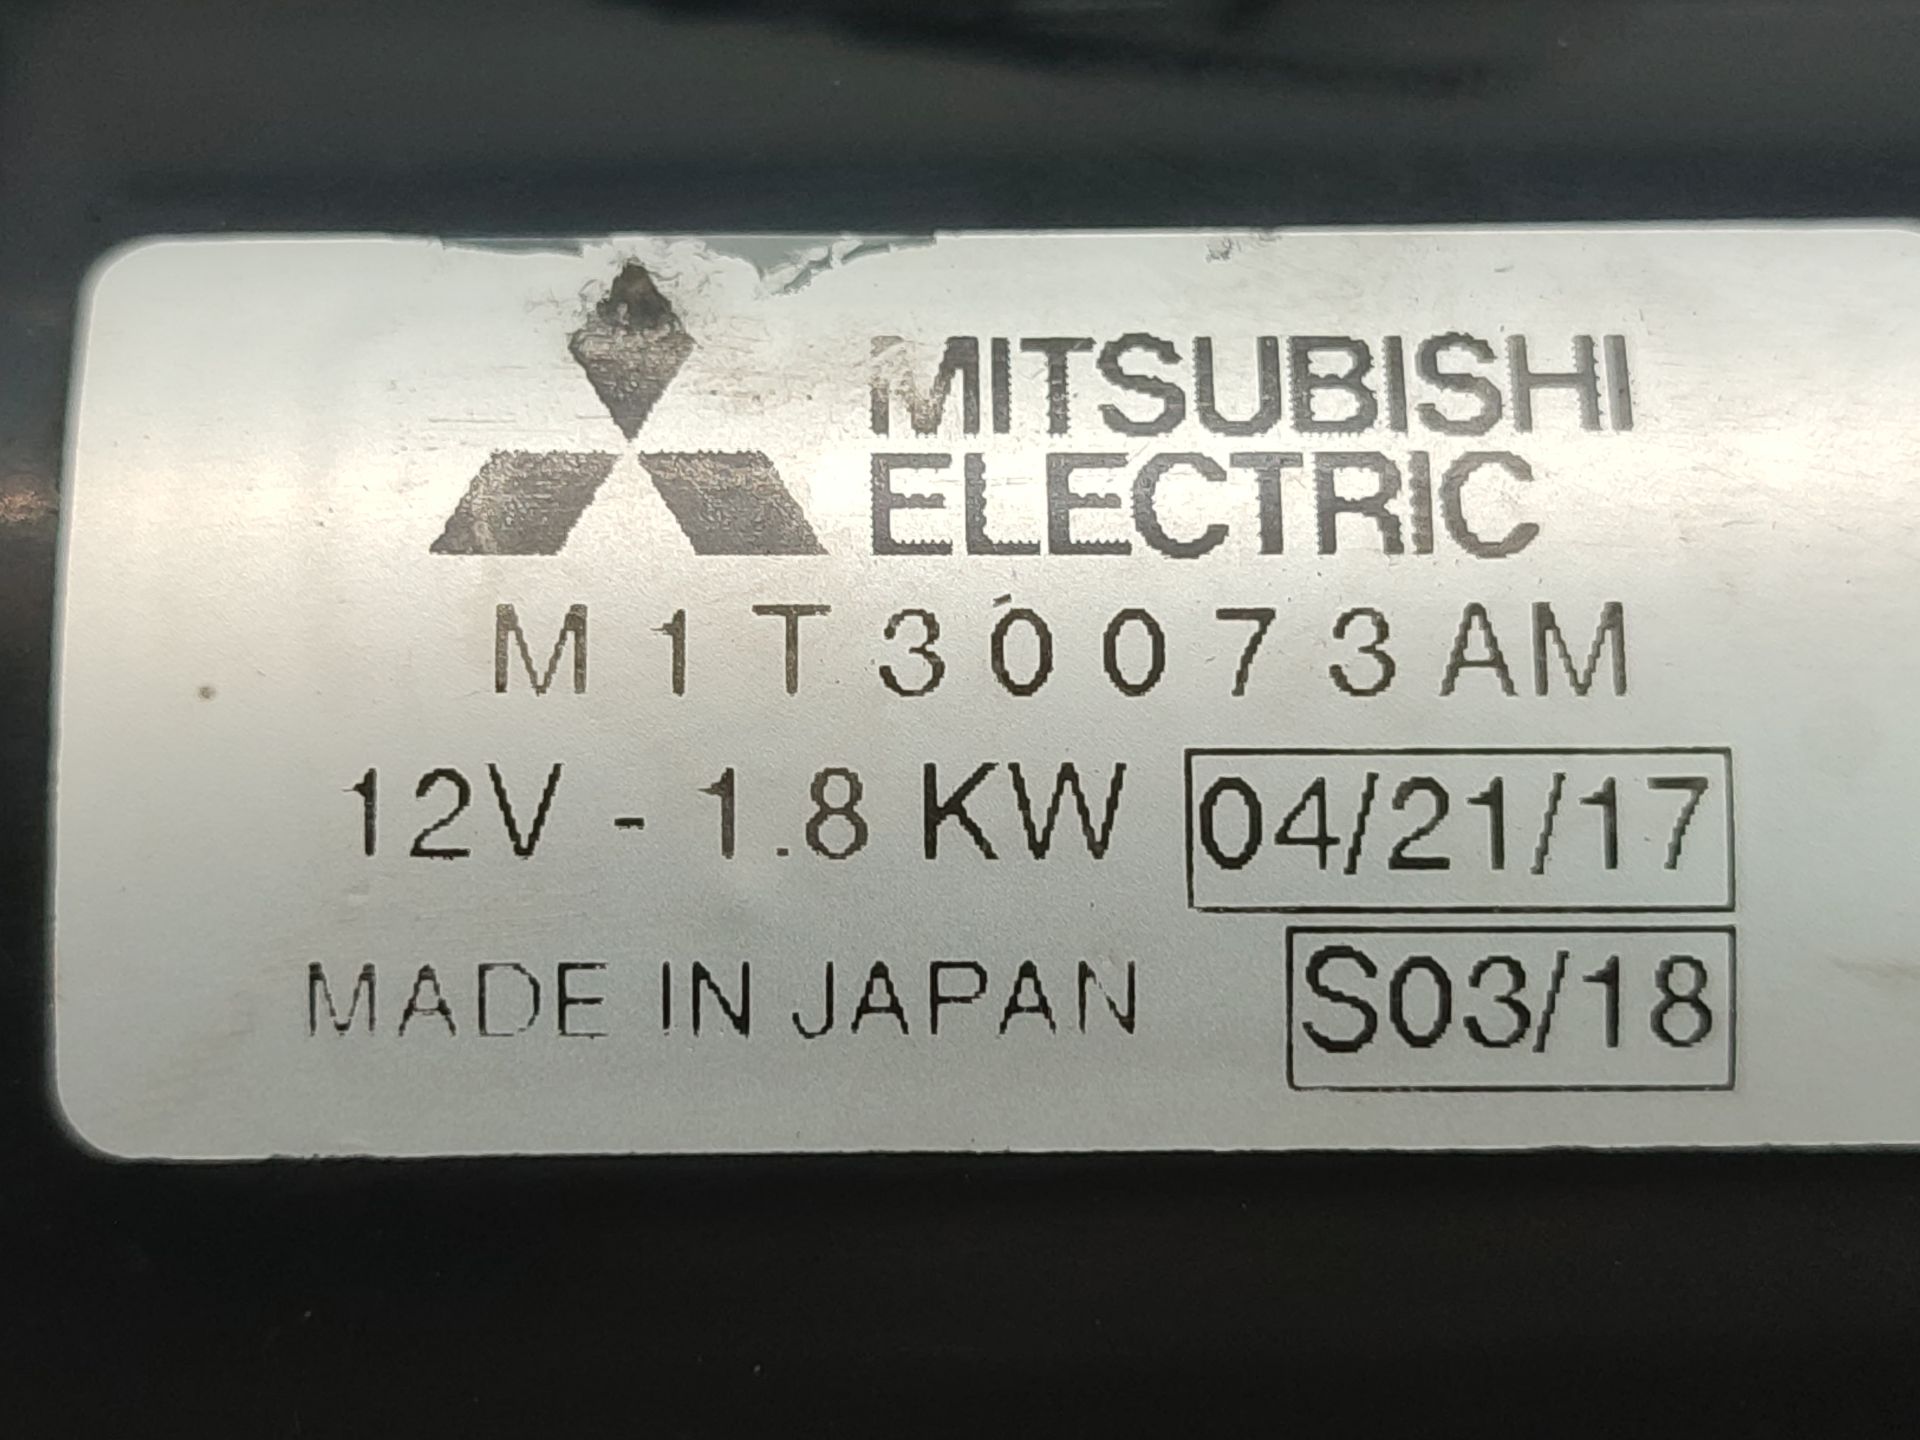 MITSUBISHI
ELECTRIC
M1T30073AM
12V - 1.8 KW 04/21/17
MADE IN JAPAN S03/18